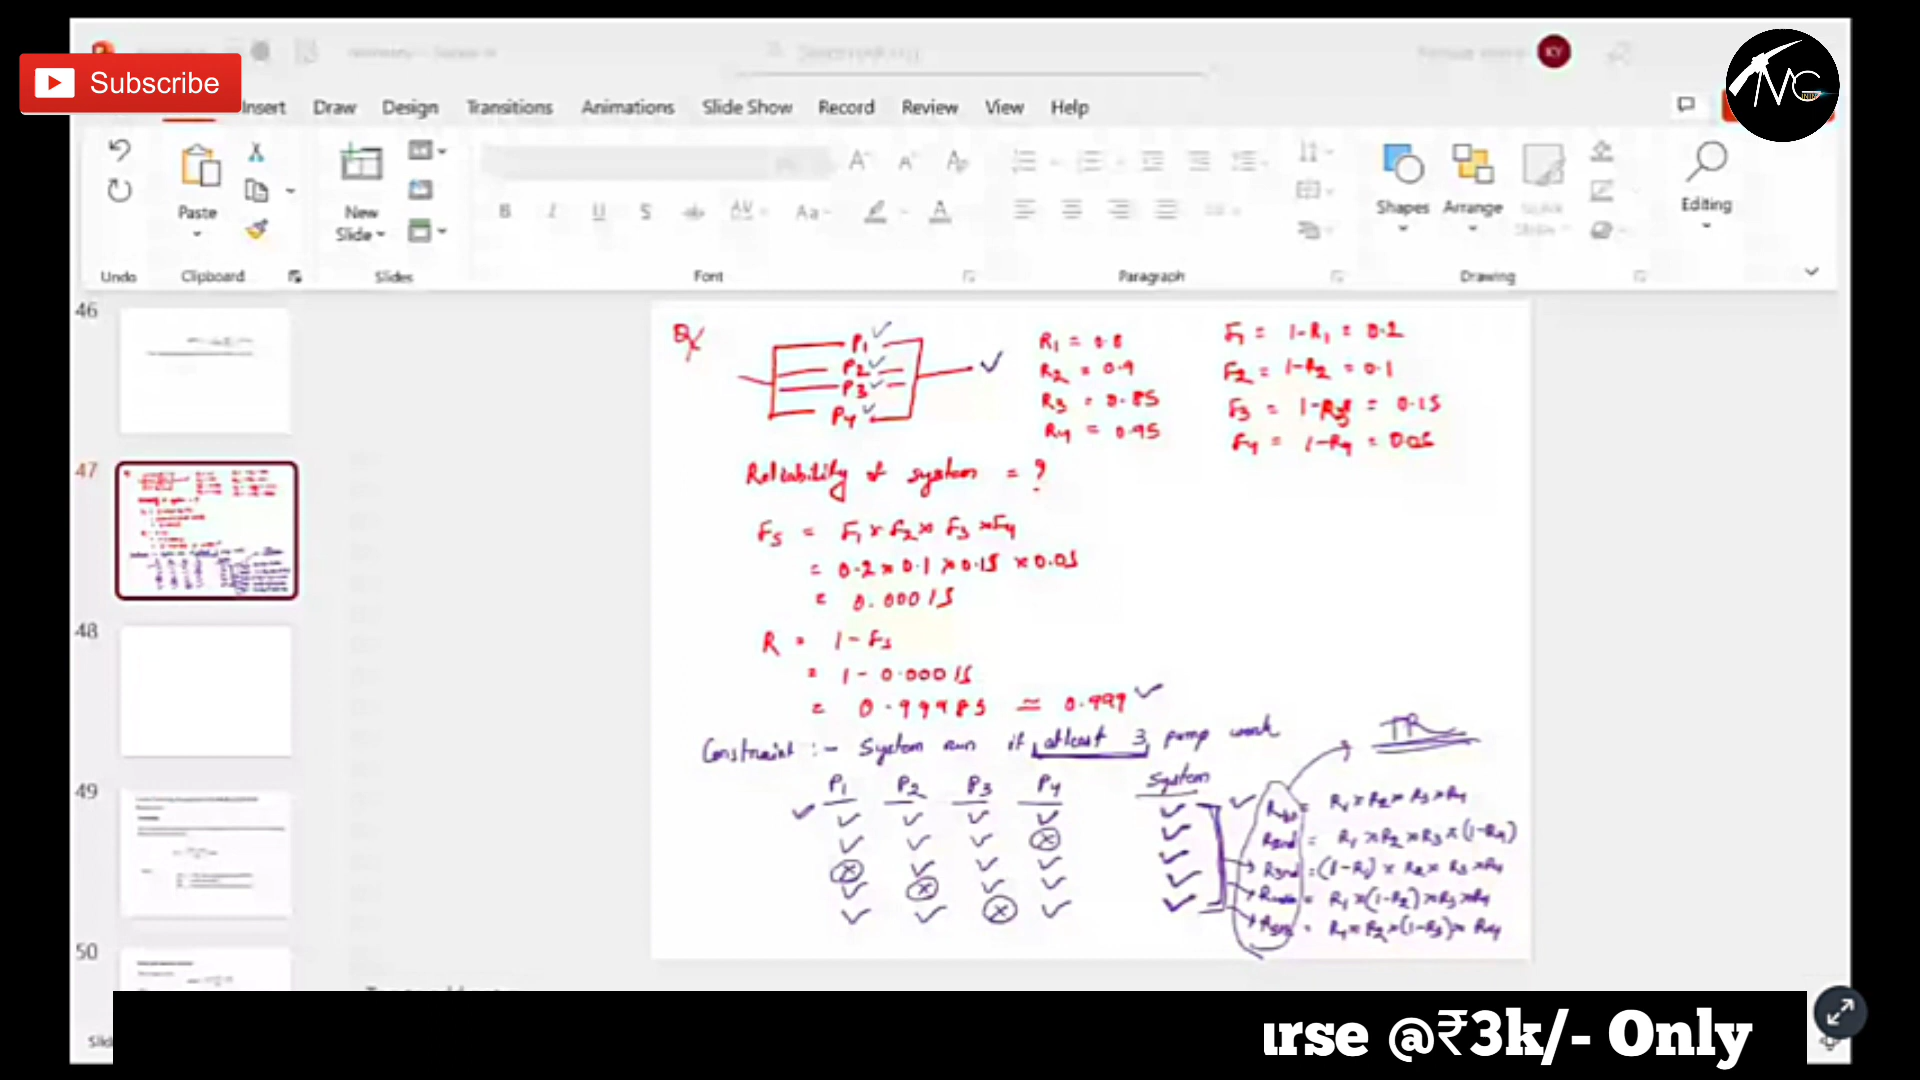 Subscribe
KY
MG
Insert Draw Design Transitions Animations Slide Show Record Review View Help
Paste
New Slide
Shapes Arrange
Editing
Undo Clipboard Slides Font Paragraph Drawing
46
47
48
49
50
Ex
P1
P2
P3
P4
R1 = 0.8
R2 = 0.9
R3 = 0.85
R4 = 0.95
F1 = 1-R1 = 0.2
F2 = 1-R2 = 0.1
F3 = 1-R3 = 0.15
F4 = 1-R4 = 0.05
Reliability of system = ?
Fs = F1 × F2 × F3 × F4
= 0.2 × 0.1 × 0.15 × 0.05
= 0.00015
R = 1 - Fs
= 1 - 0.00015
= 0.99985 ≃ 0.999 ✓
Constraint :- System run if atleast 3 pump work
TR
P1 P2 P3 P4 System
✓ ✓ ✓ ✓ ✓
✓ ✓ ✓ ⊗ ✓
⊗ ✓ ✓ ✓ ✓
✓ ⊗ ✓ ✓ ✓
✓ ✓ ⊗ ✓ ✓
= R1 × R2 × R3 × R4
R2nd = R1 × R2 × R3 × (1-R4)
R3rd = (1-R1) × R2 × R3 × R4
= R1 × (1-R2) × R3 × R4
= R1 × R2 × (1-R3) × R4
urse @₹3k/- Only